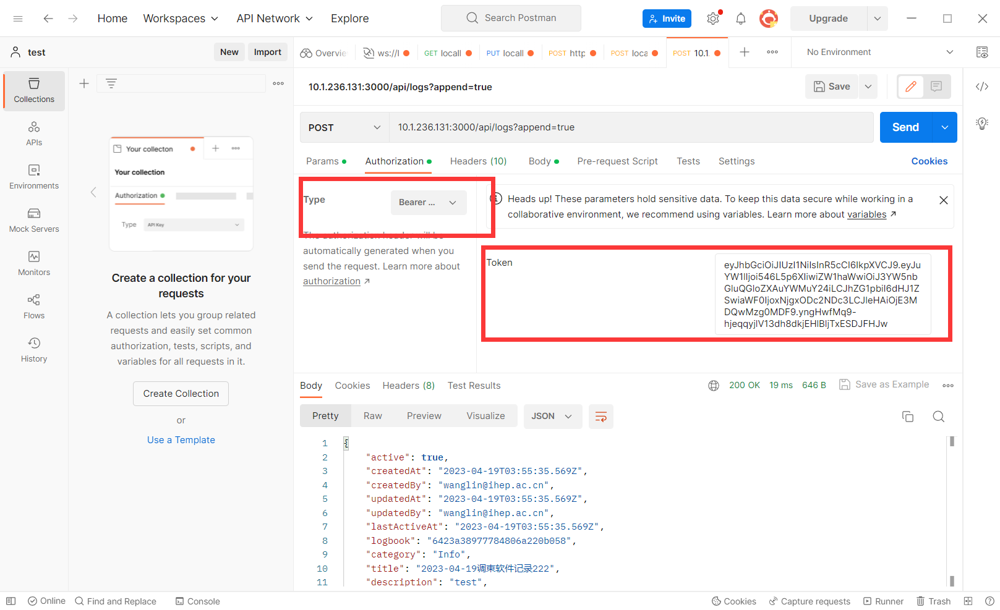 Home Workspaces API Network Explore Search Postman Invite Upgrade
test New Import Overvie ws://l GET locall PUT locall POST http POST loca POST 10.1. No Environment
Collections
APIs
Environments
Mock Servers
Monitors
Flows
History
Your collecton
Your collection
Authorization
Type API Key
Create a collection for your
requests
A collection lets you group related
requests and easily set common
authorization, tests, scripts, and
variables for all requests in it.
Create Collection
or
Use a Template
10.1.236.131:3000/api/logs?append=true Save
POST 10.1.236.131:3000/api/logs?append=true Send
Params Authorization Headers (10) Body Pre-request Script Tests Settings Cookies
Type Bearer ...
The authorization header will be
automatically generated when you
send the request. Learn more about
authorization ↗
Heads up! These parameters hold sensitive data. To keep this data secure while working in a
collaborative environment, we recommend using variables. Learn more about variables ↗
Token
eyJhbGciOiJIUzI1NiIsInR5cCI6IkpXVCJ9.eyJu
YW1lIjoi546L5p6XIiwiZW1haWwiOiJ3YW5nb
GluQGloZXAuYWMuY24iLCJhZG1pbiI6dHJ1Z
SwiaWF0IjoxNjgxODc2NDc3LCJleHAiOjE3M
DQwMzg0MDF9.yngHwfMq9-
hjeqqyjlV13dh8dkjEHlBljTxESDJFHJw
Body Cookies Headers (8) Test Results 200 OK 19 ms 646 B Save as Example
Pretty Raw Preview Visualize JSON
1 {
2 "active": true,
3 "createdAt": "2023-04-19T03:55:35.569Z",
4 "createdBy": "wanglin@ihep.ac.cn",
5 "updatedAt": "2023-04-19T03:55:35.569Z",
6 "updatedBy": "wanglin@ihep.ac.cn",
7 "lastActiveAt": "2023-04-19T03:55:35.569Z",
8 "logbook": "6423a38977784806a220b058",
9 "category": "Info",
10 "title": "2023-04-19调束软件记录222",
11 "description": "test",
Online Find and Replace Console Cookies Capture requests Runner Trash